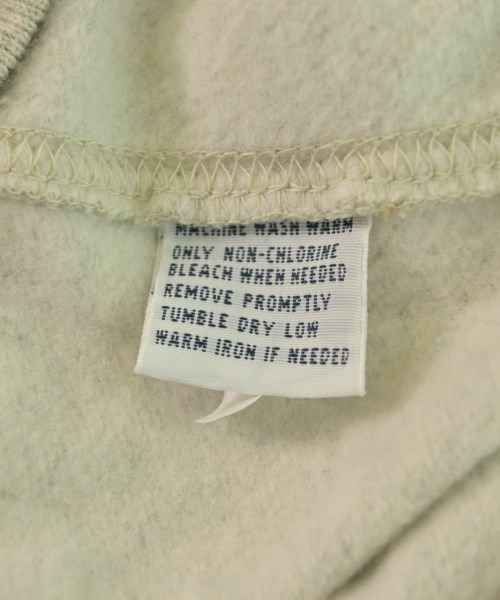 MACHINE WASH WARM
ONLY NON-CHLORINE
BLEACH WHEN NEEDED
REMOVE PROMPTLY
TUMBLE DRY LOW
WARM IRON IF NEEDED